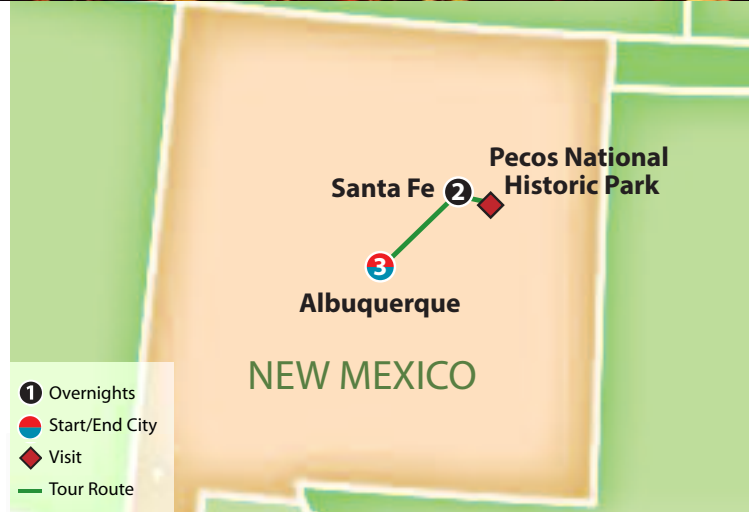 Pecos National
Historic Park
Santa Fe 2
3
Albuquerque
NEW MEXICO
1 Overnights
Start/End City
Visit
Tour Route